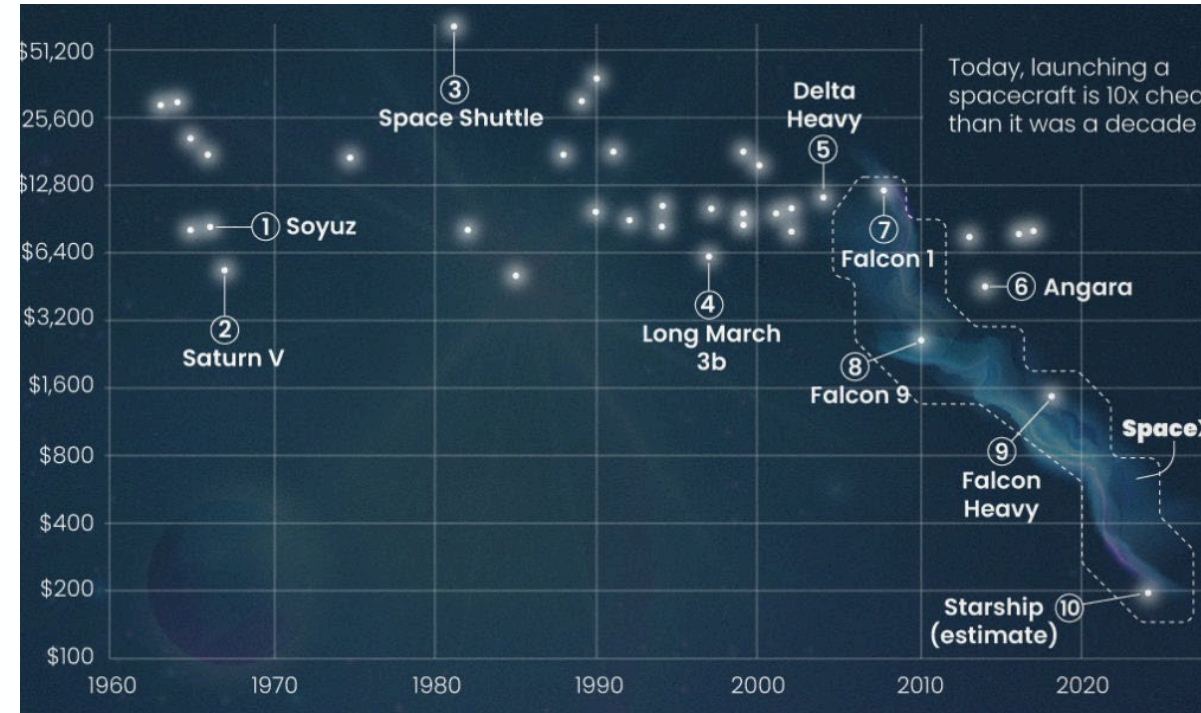 $51,200
25,600
$12,800
$6,400
$3,200
$1,600
$800
$400
$200
$100
1960 1970 1980 1990 2000 2010 2020
Today, launching a
spacecraft is 10x
than it was a decade
③
Space Shuttle
Delta
Heavy
⑤
① Soyuz
②
Saturn V
④
Long March
3b
⑦
Falcon 1
⑥ Angara
⑧
Falcon 9
⑨
Falcon
Heavy
Space
Starship ⑩
(estimate)